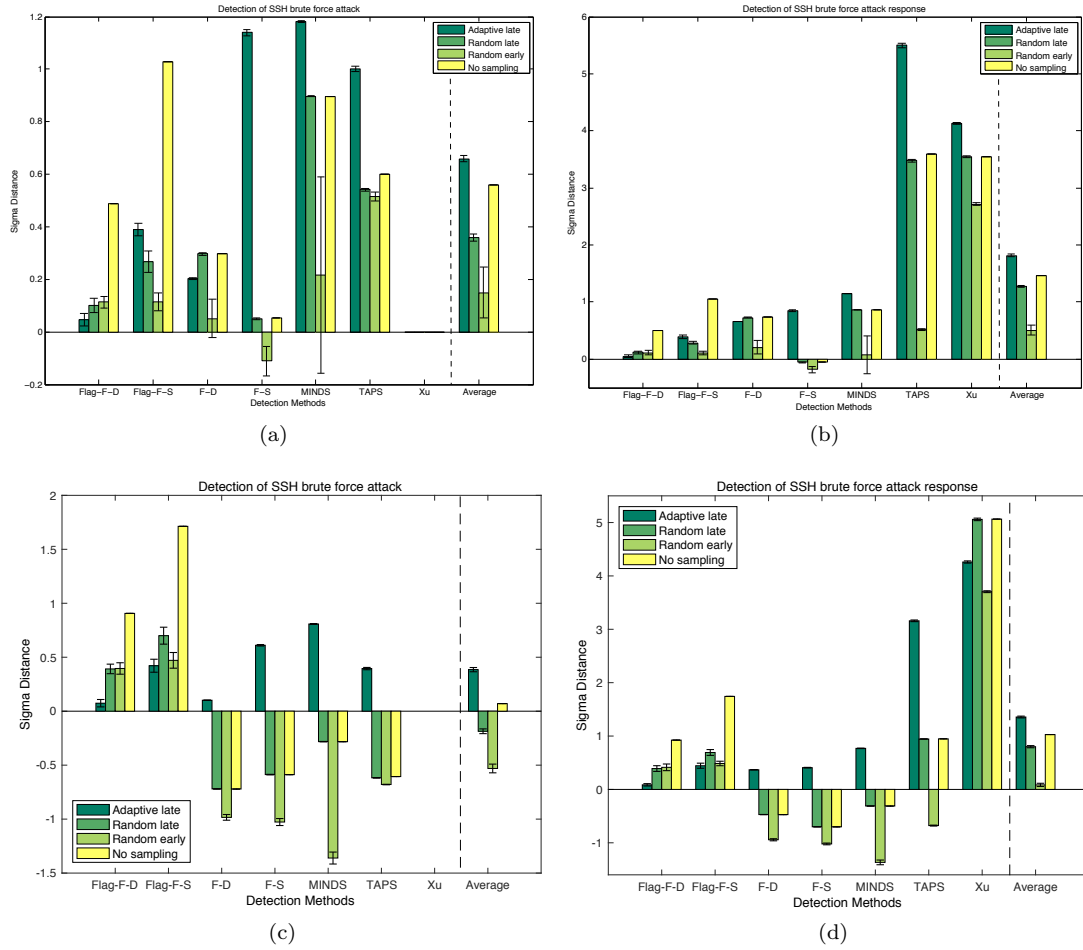 Detection of SSH brute force attack
Adaptive late
Random late
Random early
No sampling
Sigma Distance
1.2
1
0.8
0.6
0.4
0.2
0
−0.2
Flag−F−D Flag−F−S F−D F−S MINDS TAPS Xu Average
Detection Methods
(a)
Detection of SSH brute force attack response
Adaptive late
Random late
Random early
No sampling
Sigma Distance
6
5
4
3
2
1
0
Flag−F−D Flag−F−S F−D F−S MINDS TAPS Xu Average
Detection Methods
(b)
Detection of SSH brute force attack
Sigma Distance
2
1.5
1
0.5
0
-0.5
-1
-1.5
Adaptive late
Random late
Random early
No sampling
Flag-F-D Flag-F-S F-D F-S MINDS TAPS Xu Average
Detection Methods
(c)
Detection of SSH brute force attack response
Adaptive late
Random late
Random early
No sampling
Sigma Distance
5
4
3
2
1
0
-1
Flag-F-D Flag-F-S F-D F-S MINDS TAPS Xu Average
Detection Methods
(d)